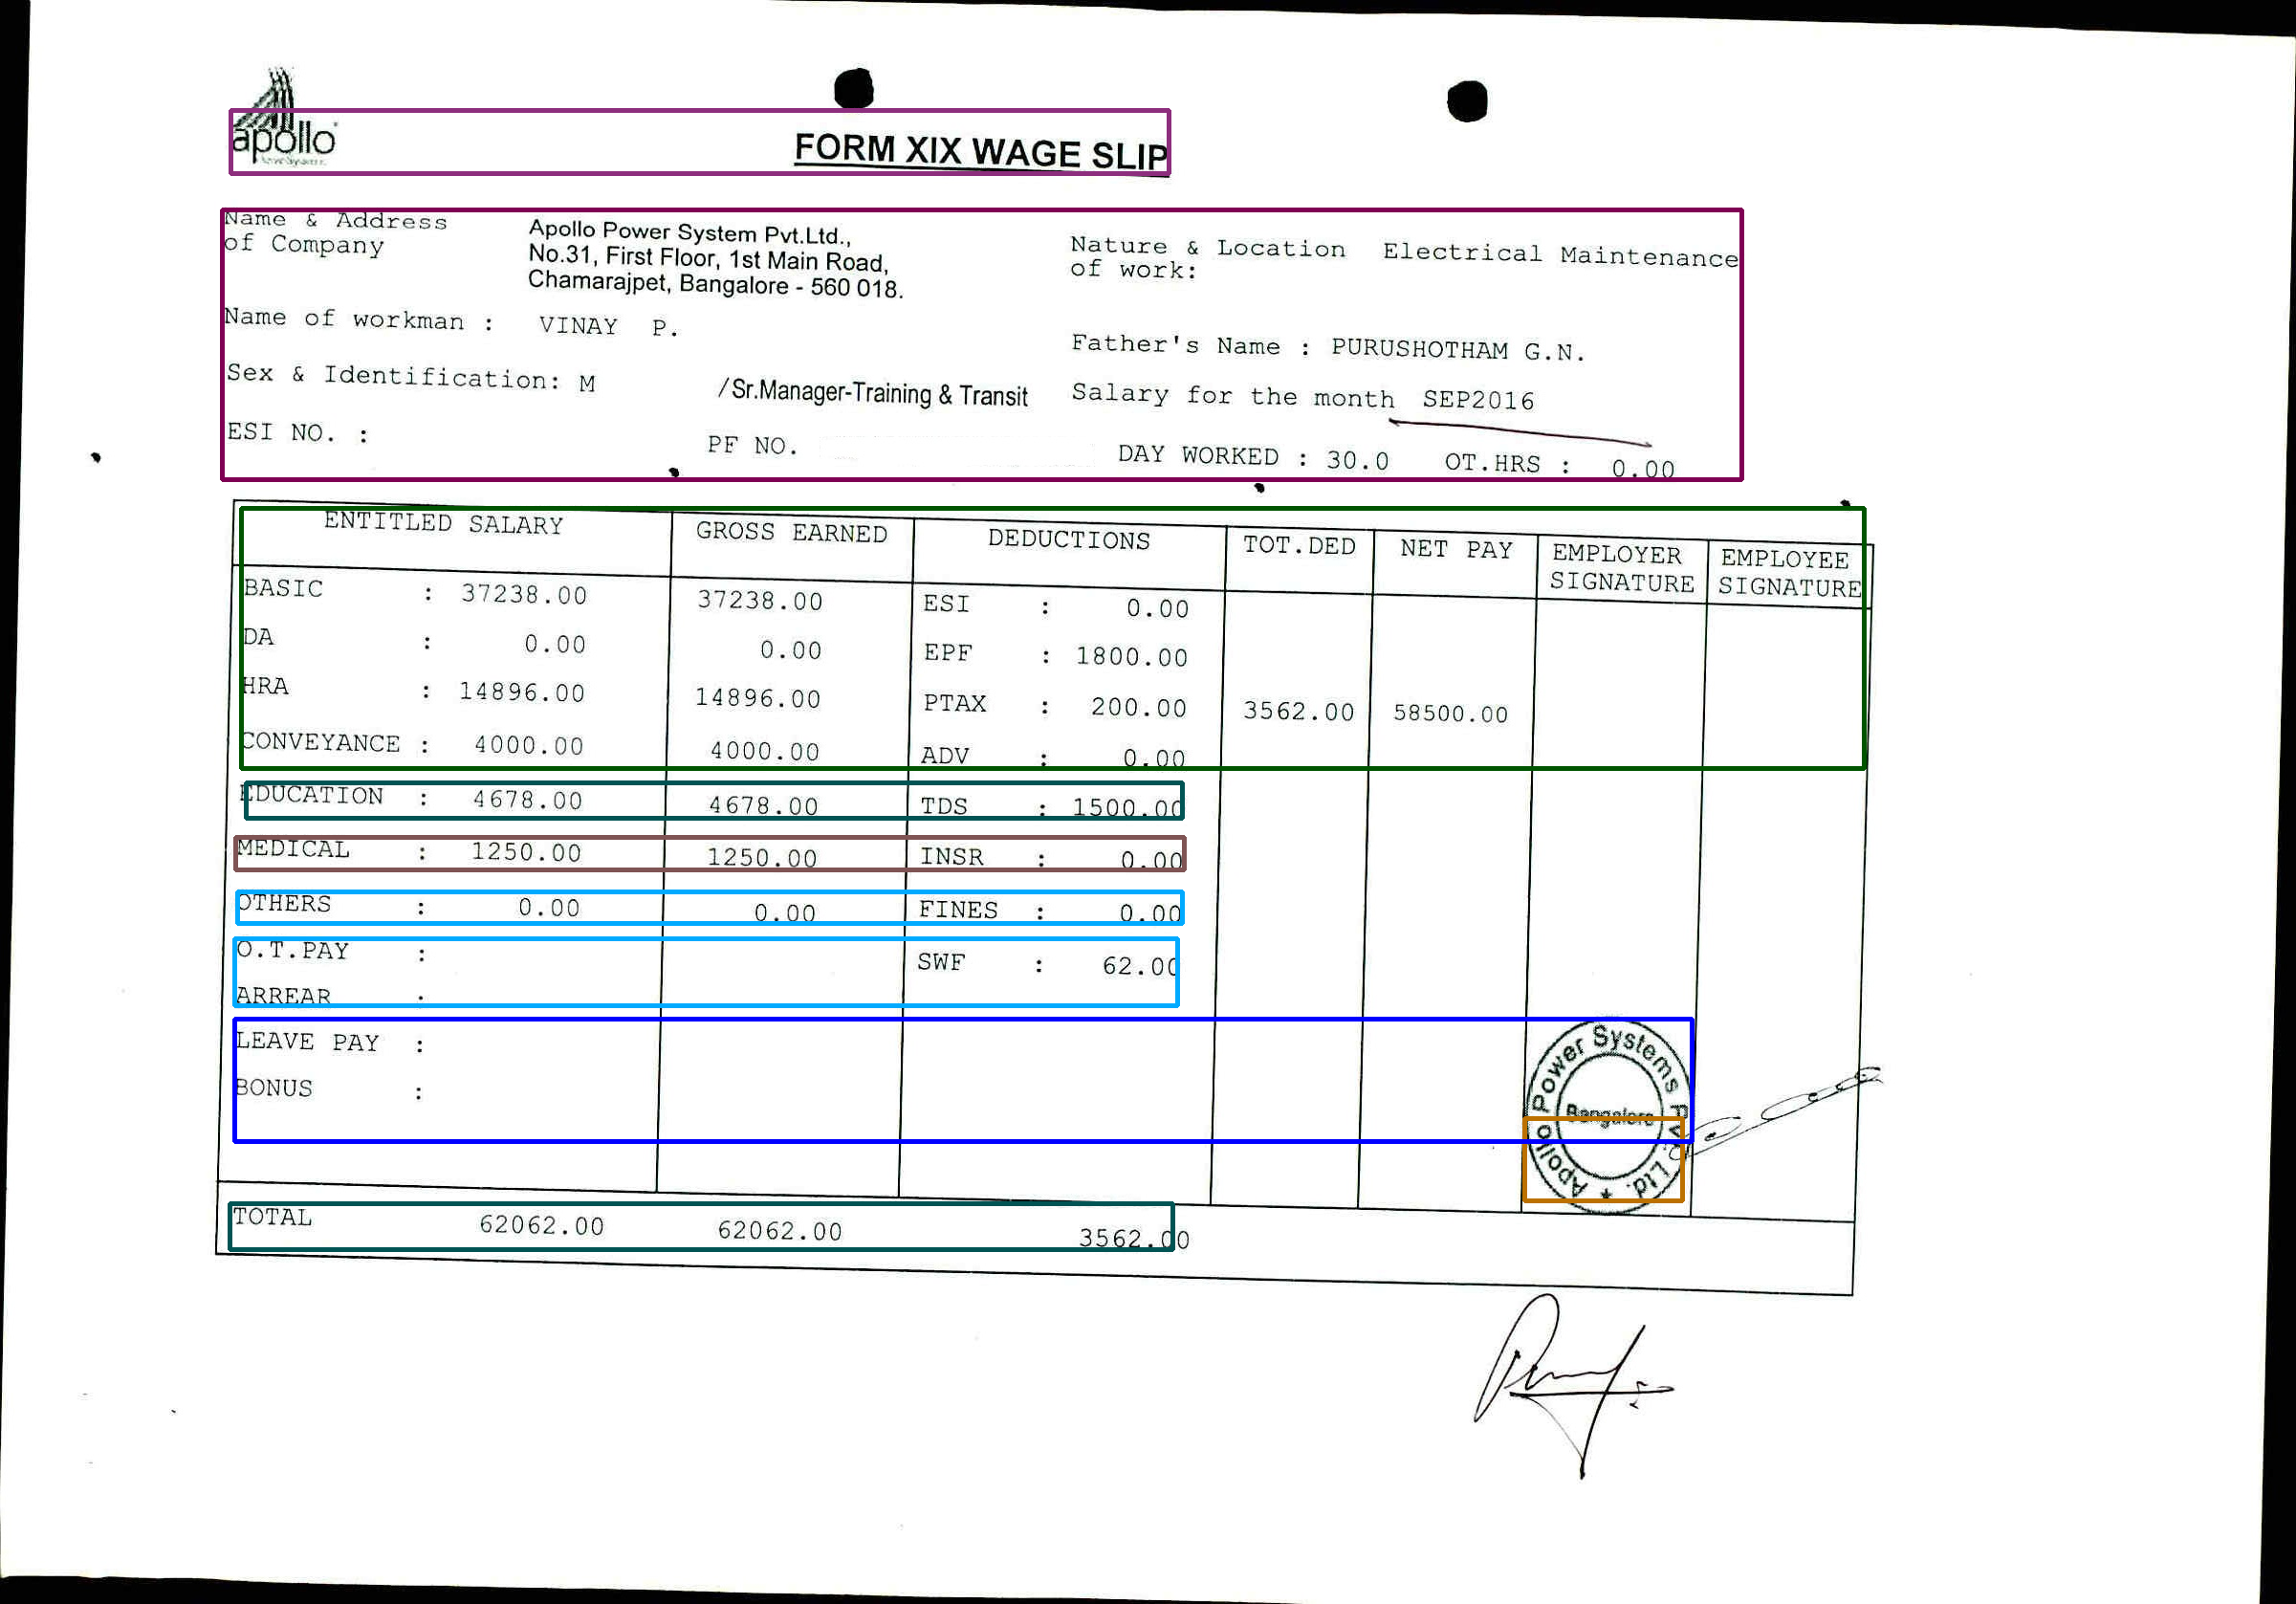 apollo
FORM XIX WAGE SLIP
Name & Address of Company
Apollo Power System Pvt.Ltd.,
No.31, First Floor, 1st Main Road,
Chamarajpet, Bangalore - 560 018.
Nature & Location of work: Electrical Maintenance
Name of workman : VINAY P.
Father's Name : PURUSHOTHAM G.N.
Sex & Identification: M /Sr.Manager-Training & Transit
Salary for the month SEP2016
ESI NO. : PF NO. DAY WORKED : 30.0 OT.HRS : 0.00
ENTITLED SALARY GROSS EARNED DEDUCTIONS TOT.DED NET PAY EMPLOYER SIGNATURE EMPLOYEE SIGNATURE
BASIC : 37238.00 37238.00 ESI : 0.00
DA : 0.00 0.00 EPF : 1800.00
HRA : 14896.00 14896.00 PTAX : 200.00 3562.00 58500.00
CONVEYANCE : 4000.00 4000.00 ADV : 0.00
EDUCATION : 4678.00 4678.00 TDS : 1500.00
MEDICAL : 1250.00 1250.00 INSR : 0.00
OTHERS : 0.00 0.00 FINES : 0.00
O.T.PAY : SWF : 62.00
ARREAR :
LEAVE PAY :
BONUS :
Apollo Power Systems Pvt. Ltd. ★
Bangalore
TOTAL 62062.00 62062.00 3562.00